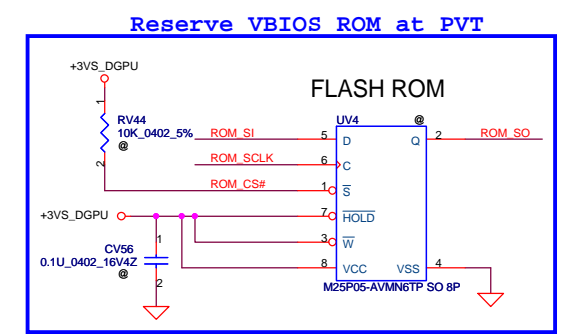 Reserve VBIOS ROM at PVT
+3VS_DGPU
FLASH ROM
1
RV44
10K_0402_5%
@
2
UV4
@
ROM_SI
5
D
Q
2
ROM_SO
ROM_SCLK
6
C
ROM_CS#
1
S
+3VS_DGPU
7
HOLD
3
W
CV56
0.1U_0402_16V4Z
@
1
2
8
VCC
VSS
4
M25P05-AVMN6TP SO 8P